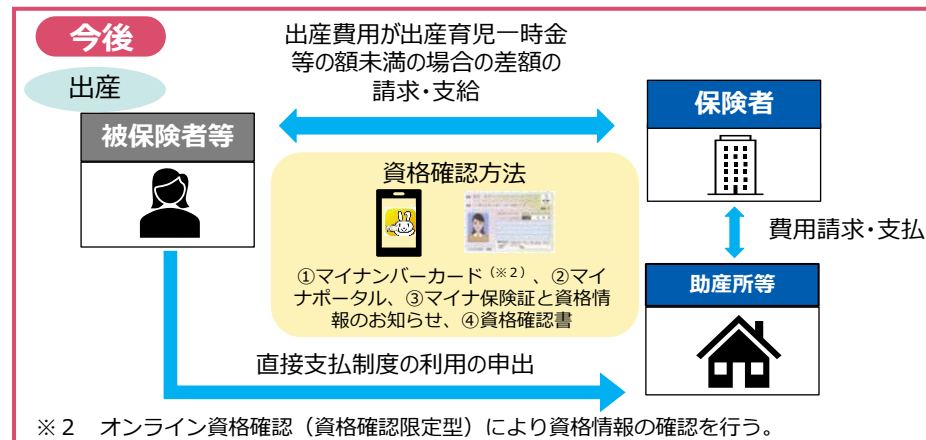 今後
出産
出産費用が出産育児一時金
等の額未満の場合の差額の
請求・支給
被保険者等
保険者
資格確認方法
①マイナンバーカード（※２）、②マイ
ナポータル、③マイナ保険証と資格情
報のお知らせ、④資格確認書
費用請求・支払
助産所等
直接支払制度の利用の申出
※２　オンライン資格確認（資格確認限定型）により資格情報の確認を行う。